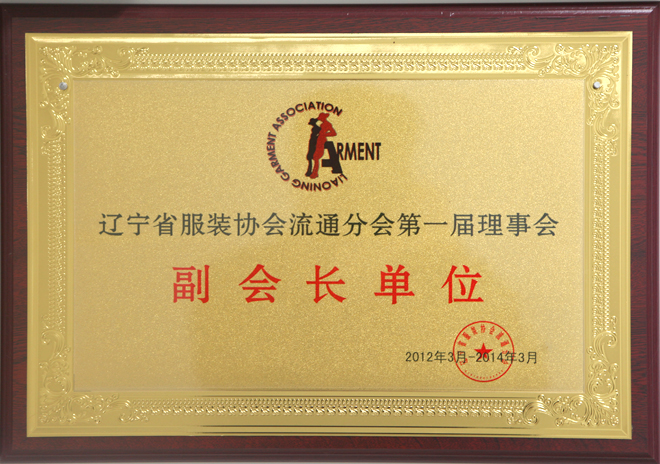 LIAONING GARMENT ASSOCIATION
ARMENT
辽宁省服装协会流通分会第一届理事会
副会长单位
2012年3月-2014年3月